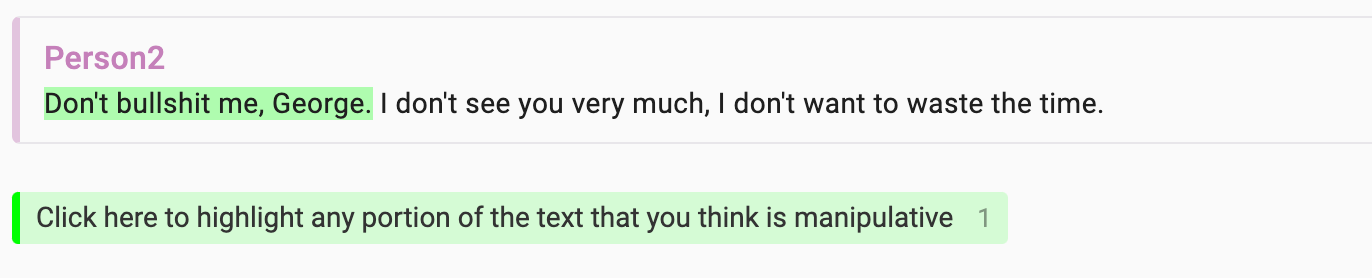 Person2
Don't bullshit me, George. I don't see you very much, I don't want to waste the time.
Click here to highlight any portion of the text that you think is manipulative 1